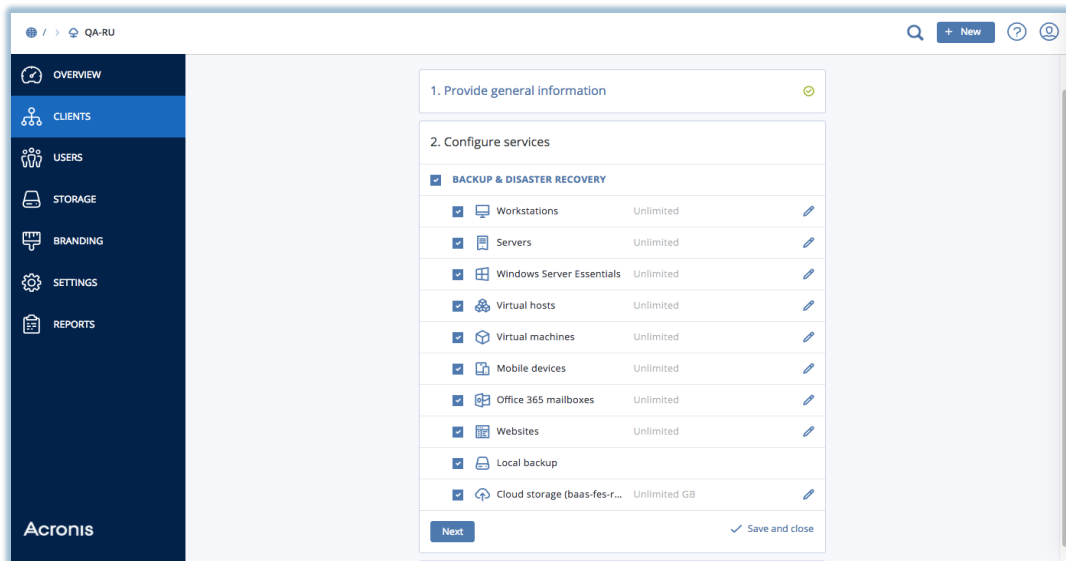 / > QA-RU
+ New
OVERVIEW
CLIENTS
USERS
STORAGE
BRANDING
SETTINGS
REPORTS
Acronis
1. Provide general information
2. Configure services
BACKUP & DISASTER RECOVERY
Workstations Unlimited
Servers Unlimited
Windows Server Essentials Unlimited
Virtual hosts Unlimited
Virtual machines Unlimited
Mobile devices Unlimited
Office 365 mailboxes Unlimited
Websites Unlimited
Local backup
Cloud storage (baas-fes-r... Unlimited GB
Next Save and close